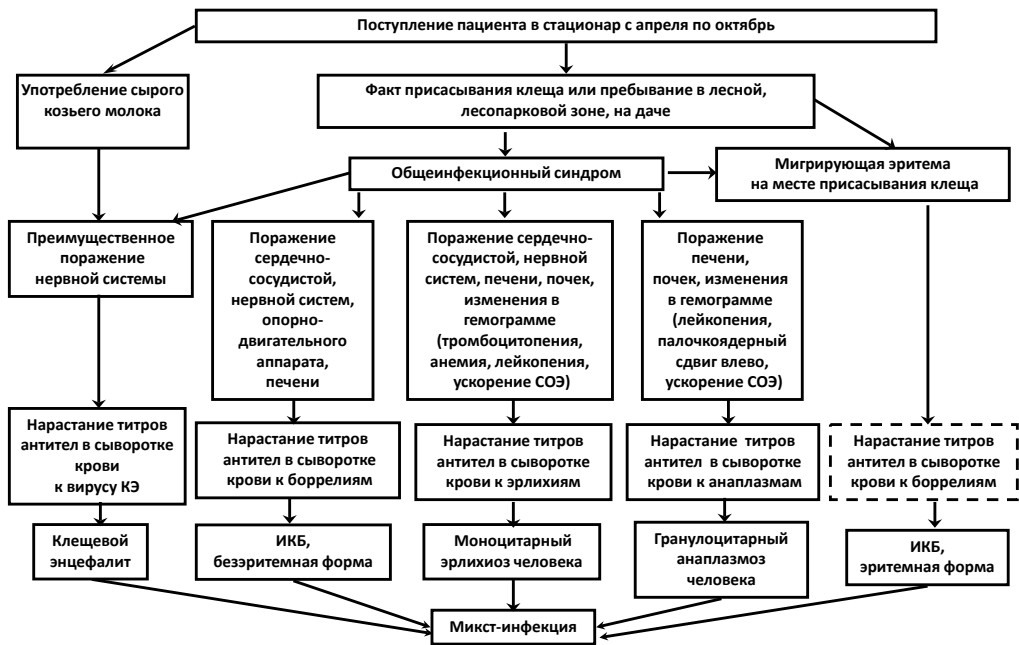 Поступление пациента в стационар с апреля по октябрь
Употребление сырого
козьего молока
Факт присасывания клеща или пребывание в лесной,
лесопарковой зоне, на даче
Общеинфекционный синдром
Мигрирующая эритема
на месте присасывания клеща
Преимущественное
поражение
нервной системы
Поражение
сердечно-
сосудистой,
нервной систем,
опорно-
двигательного
аппарата,
печени
Поражение сердечно-
сосудистой, нервной
систем, печени, почек,
изменения в
гемограмме
(тромбоцитопения,
анемия, лейкопения,
ускорение СОЭ)
Поражение
печени,
почек, изменения
в гемограмме
(лейкопения,
палочкоядерный
сдвиг влево,
ускорение СОЭ)
Нарастание титров
антител в сыворотке
крови
к вирусу КЭ
Нарастание титров
антител в сыворотке
крови к боррелиям
Нарастание титров
антител в сыворотке
крови к эрлихиям
Нарастание титров
антител в сыворотке
крови к анаплазмам
Нарастание титров
антител в сыворотке
крови к боррелиям
Клещевой
энцефалит
ИКБ,
безэритемная форма
Моноцитарный
эрлихиоз человека
Гранулоцитарный
анаплазмоз
человека
ИКБ,
эритемная форма
Микст-инфекция